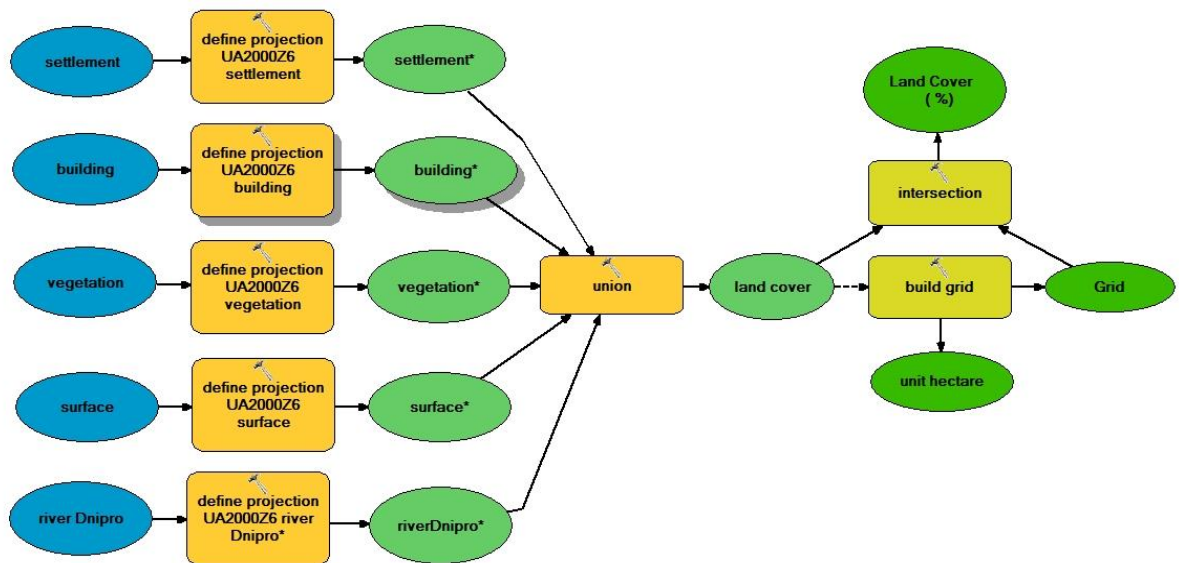 settlement
define projection
UA2000Z6
settlement
settlement*
building
define projection
UA2000Z6
building
building*
vegetation
define projection
UA2000Z6
vegetation
vegetation*
surface
define projection
UA2000Z6
surface
surface*
river Dnipro
define projection
UA2000Z6 river
Dnipro*
riverDnipro*
union
land cover
Land Cover
( %)
intersection
build grid
Grid
unit hectare